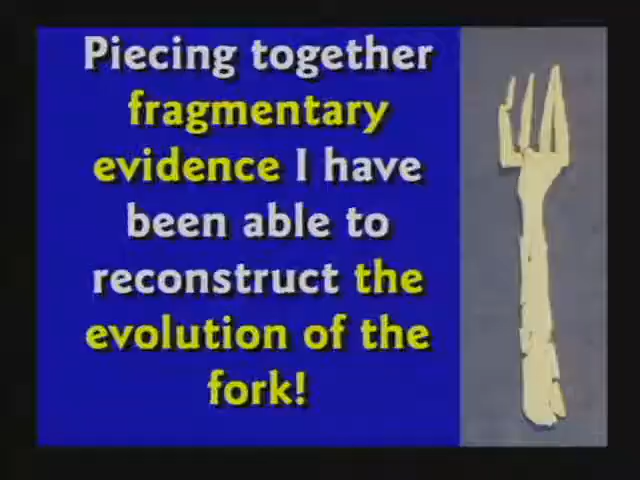 Piecing together
fragmentary
evidence I have
been able to
reconstruct the
evolution of the
fork!